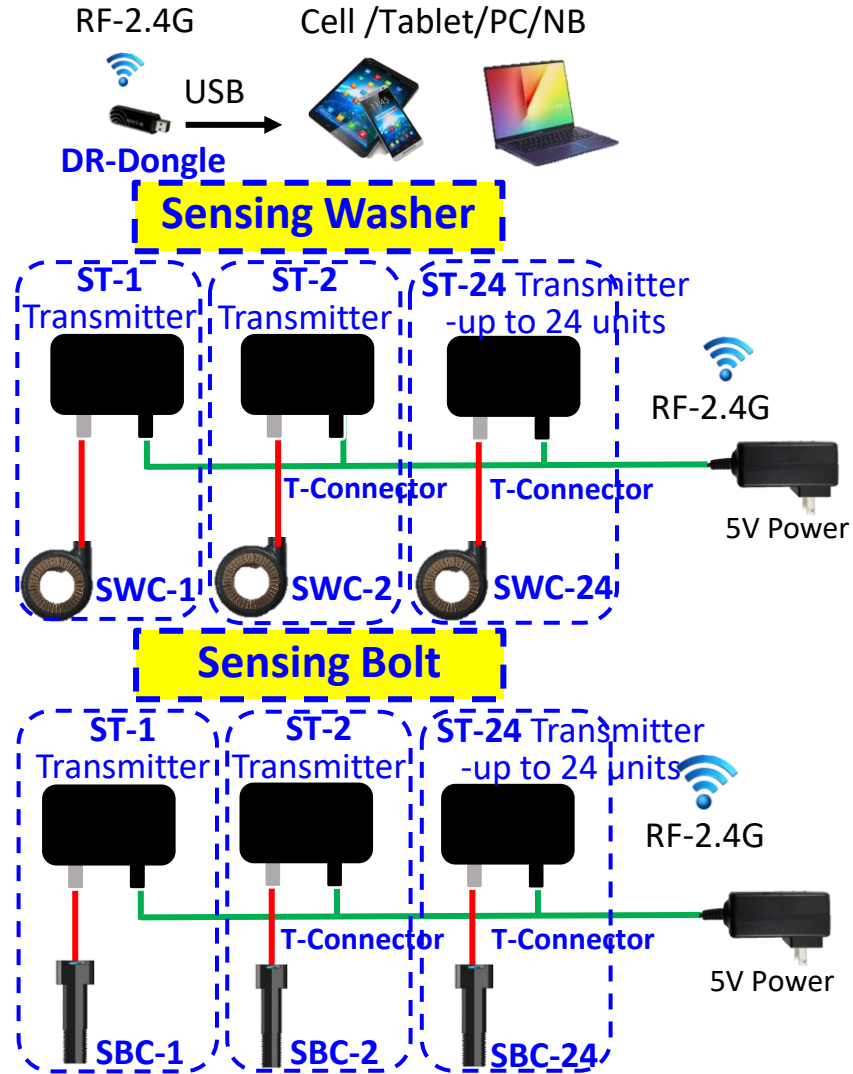 RF-2.4G
Cell /Tablet/PC/NB
USB
DR-Dongle
Sensing Washer
ST-1
Transmitter
ST-2
Transmitter
ST-24 Transmitter
-up to 24 units
RF-2.4G
T-Connector
T-Connector
5V Power
SWC-1
SWC-2
SWC-24
Sensing Bolt
ST-1
Transmitter
ST-2
Transmitter
ST-24 Transmitter
-up to 24 units
RF-2.4G
T-Connector
T-Connector
5V Power
SBC-1
SBC-2
SBC-24